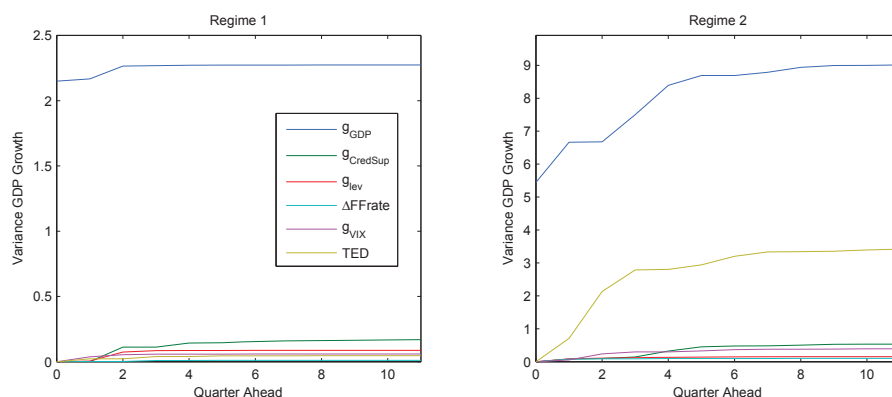 Regime 1
Variance GDP Growth
2.5
2
1.5
1
0.5
0
0 2 4 6 8 10
Quarter Ahead
gGDP
gCredSup
glev
ΔFFrate
gVIX
TED
Regime 2
Variance GDP Growth
9
8
7
6
5
4
3
2
1
0
0 2 4 6 8 10
Quarter Ahead